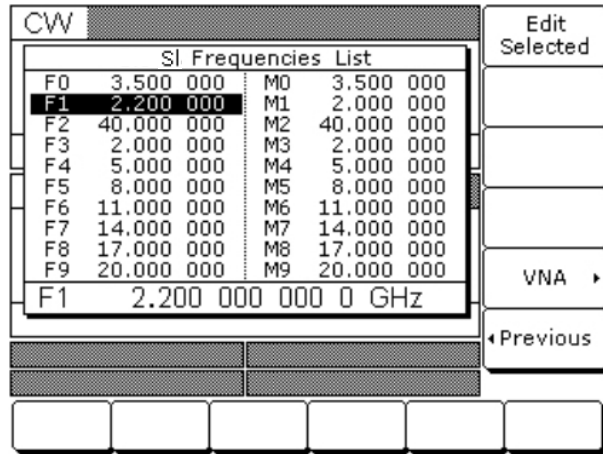 CW
Edit
Selected
Sl Frequencies List
F0 3.500 000 M0 3.500 000
F1 2.200 000 M1 2.000 000
F2 40.000 000 M2 40.000 000
F3 2.000 000 M3 2.000 000
F4 5.000 000 M4 5.000 000
F5 8.000 000 M5 8.000 000
F6 11.000 000 M6 11.000 000
F7 14.000 000 M7 14.000 000
F8 17.000 000 M8 17.000 000
F9 20.000 000 M9 20.000 000
F1 2.200 000 000 0 GHz
VNA
Previous